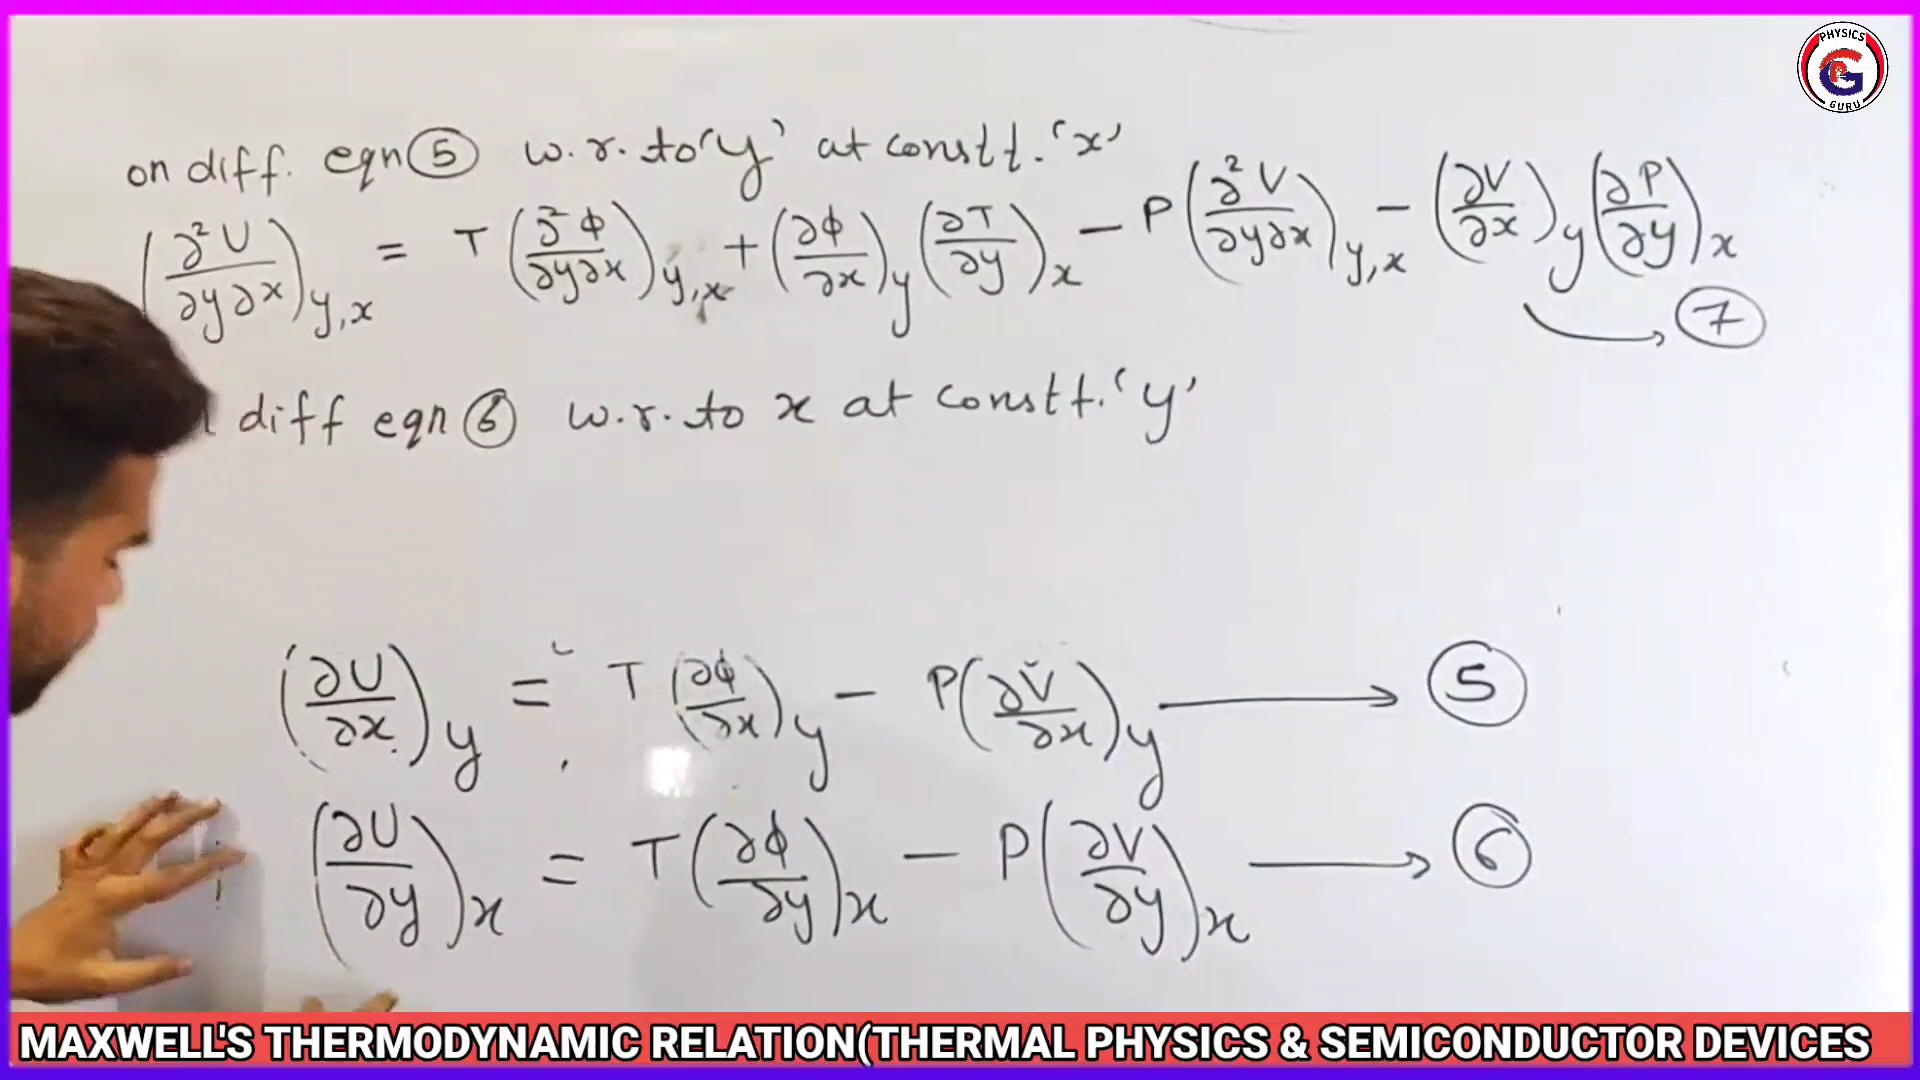 PHYSICS
GURU
on diff. eqn ⑤ w.r. to 'y' at constt. 'x'
(∂²U/∂y∂x)y,x = T(∂²Φ/∂y∂x)y,x + (∂Φ/∂x)y (∂T/∂y)x − P(∂²V/∂y∂x)y,x − (∂V/∂x)y (∂P/∂y)x
→ ⑦
diff eqn ⑥ w.r. to x at constt. 'y'
(∂U/∂x)y = T(∂Φ/∂x)y − P(∂V/∂x)y → ⑤
(∂U/∂y)x = T(∂Φ/∂y)x − P(∂V/∂y)x → ⑥
MAXWELL'S THERMODYNAMIC RELATION(THERMAL PHYSICS & SEMICONDUCTOR DEVICES